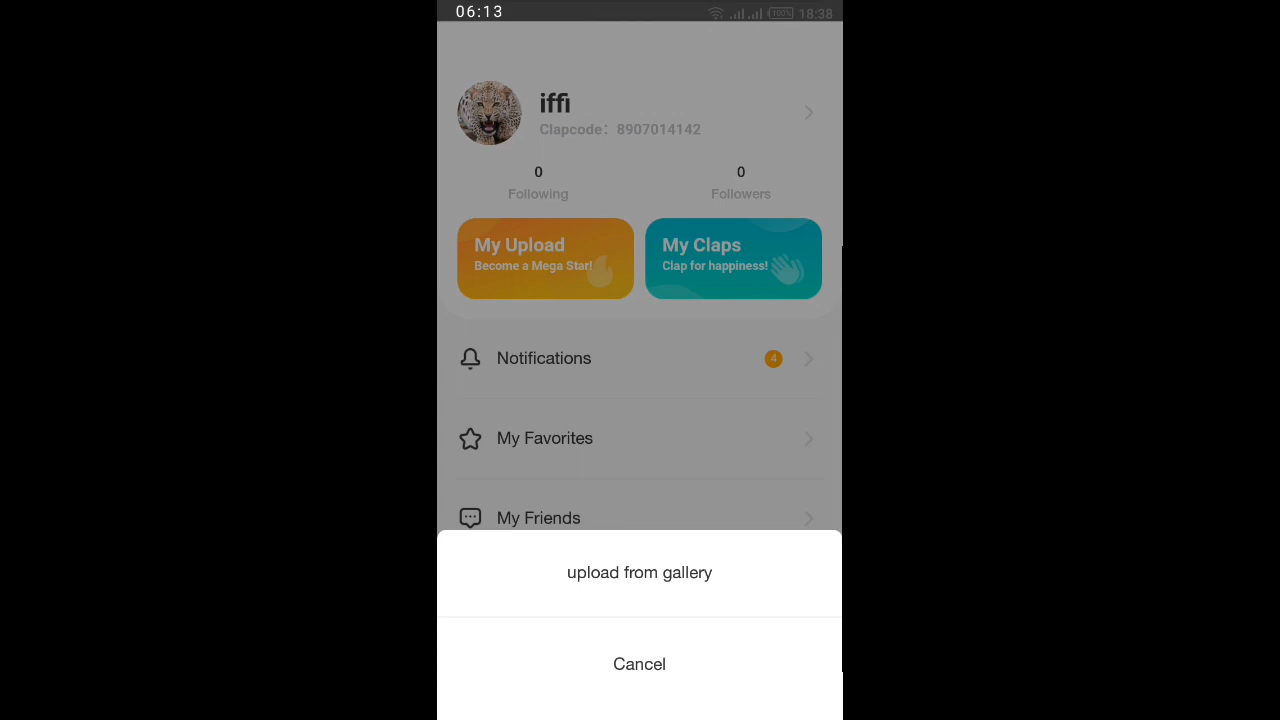 06:13
100% 18:38
iffi
Clapcode: 8907014142
0 0
Following Followers
My Upload My Claps
Become a Mega Star! Clap for happiness!
Notifications 4
My Favorites
My Friends
upload from gallery
Cancel